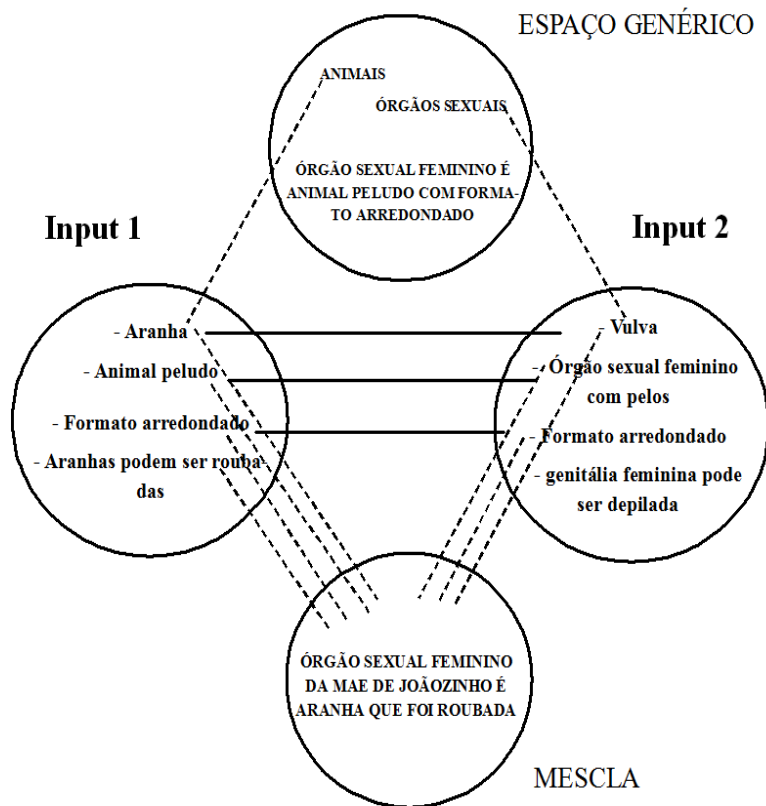 ESPAÇO GENÉRICO
ANIMAIS
ÓRGÃOS SEXUAIS
ÓRGÃO SEXUAL FEMININO É
ANIMAL PELUDO COM FORMA-
TO ARREDONDADO
Input 1
- Aranha
- Animal peludo
- Formato arredondado
- Aranhas podem ser rouba-
das
Input 2
- Vulva
- Órgão sexual feminino
com pelos
- Formato arredondado
- genitália feminina pode
ser depilada
ÓRGÃO SEXUAL FEMININO
DA MAE DE JOÃOZINHO É
ARANHA QUE FOI ROUBADA
MESCLA